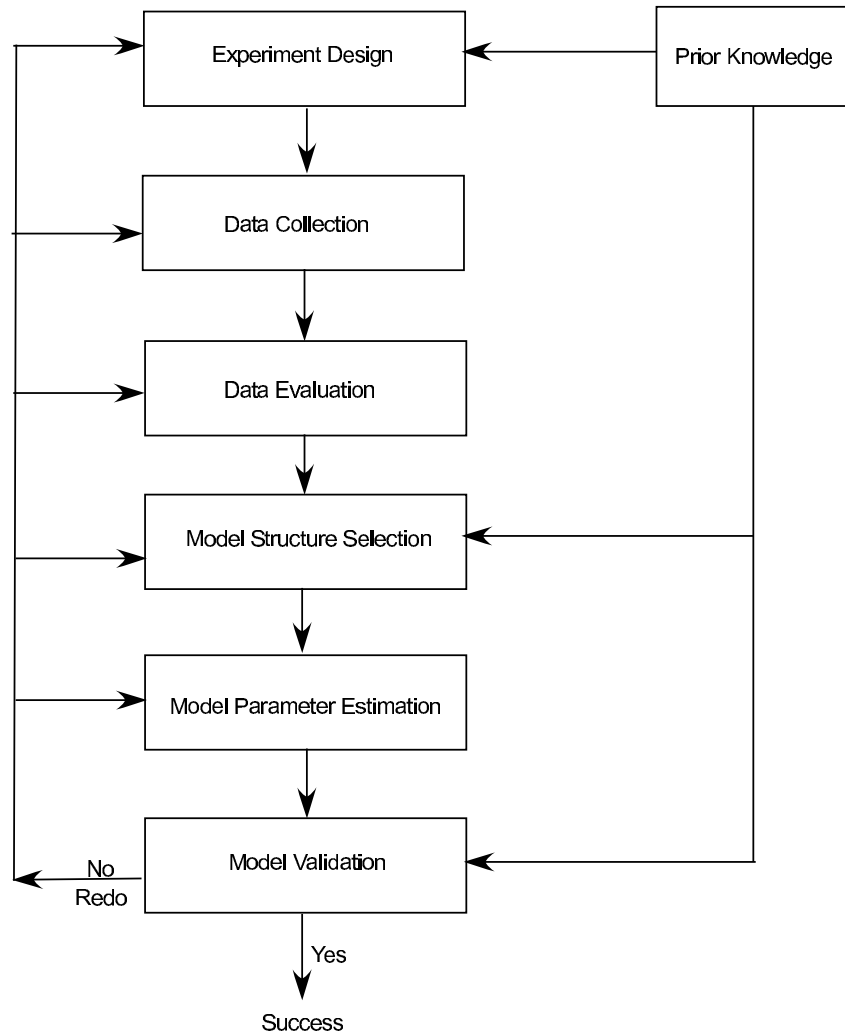 Experiment Design
Prior Knowledge
Data Collection
Data Evaluation
Model Structure Selection
Model Parameter Estimation
Model Validation
No
Redo
Yes
Success